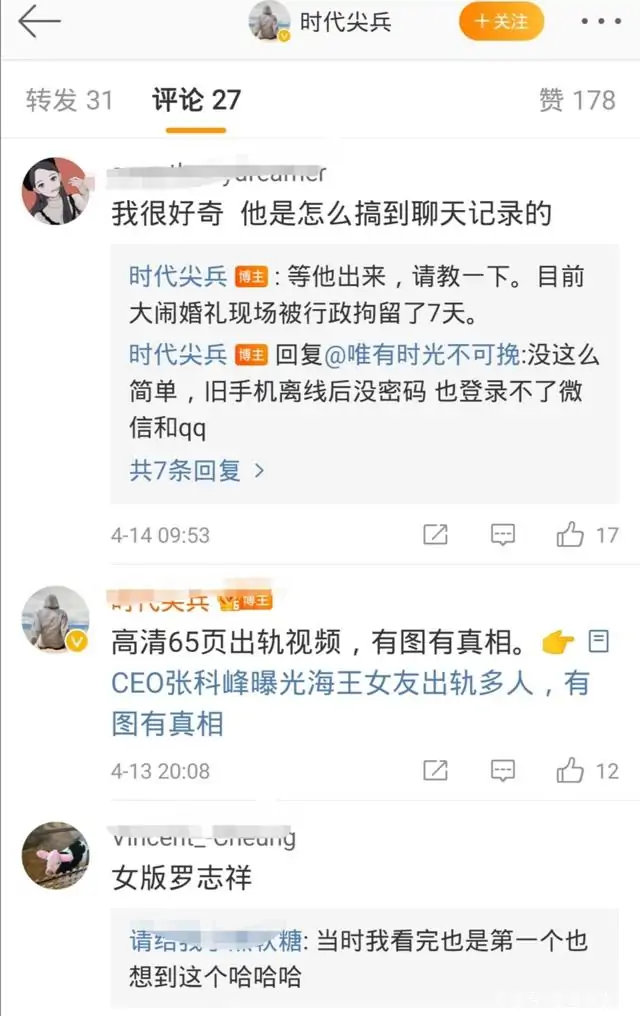 时代尖兵
+关注
转发 31 评论 27 赞 178
我很好奇 他是怎么搞到聊天记录的
时代尖兵 博主 : 等他出来，请教一下。目前
大闹婚礼现场被行政拘留了7天。
时代尖兵 博主 回复@唯有时光不可挽:没这么
简单，旧手机离线后没密码 也登录不了微
信和qq
共7条回复 >
4-14 09:53 17
时代尖兵 博主
高清65页出轨视频，有图有真相。
CEO张科峰曝光海王女友出轨多人，有
图有真相
4-13 20:08 12
Vincent_-Cheung
女版罗志祥
软糖: 当时我看完也是第一个也
想到这个哈哈哈